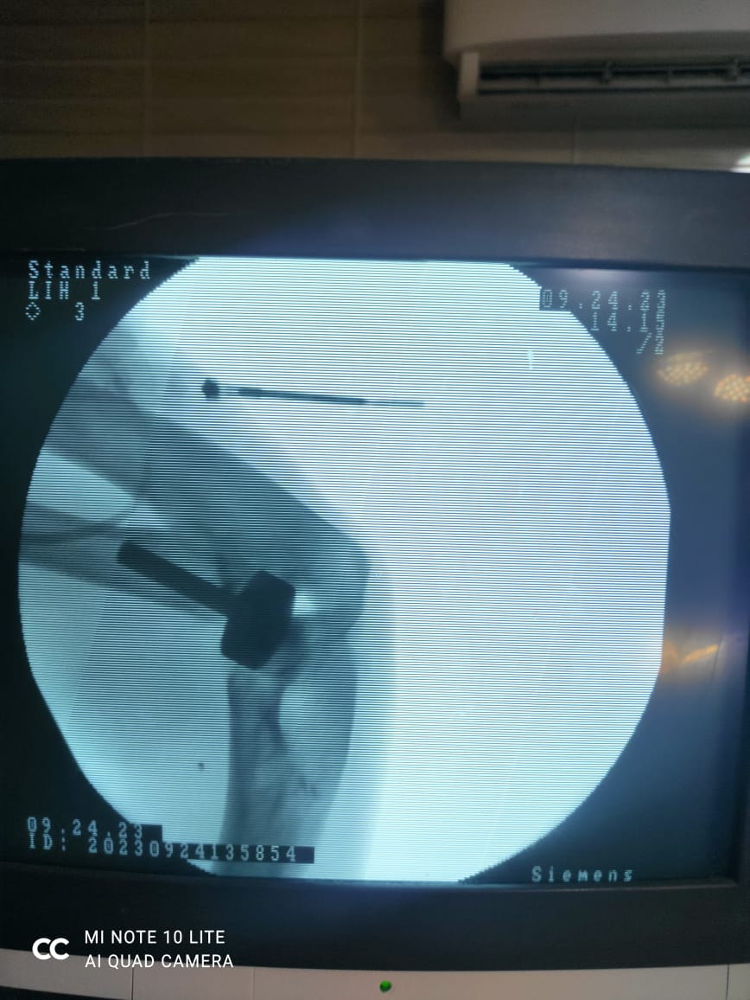 Standard
LIH 1
3
09.24.23
14.15
/2
09.24.23
ID: 20230924135854
Siemens
MI NOTE 10 LITE
AI QUAD CAMERA